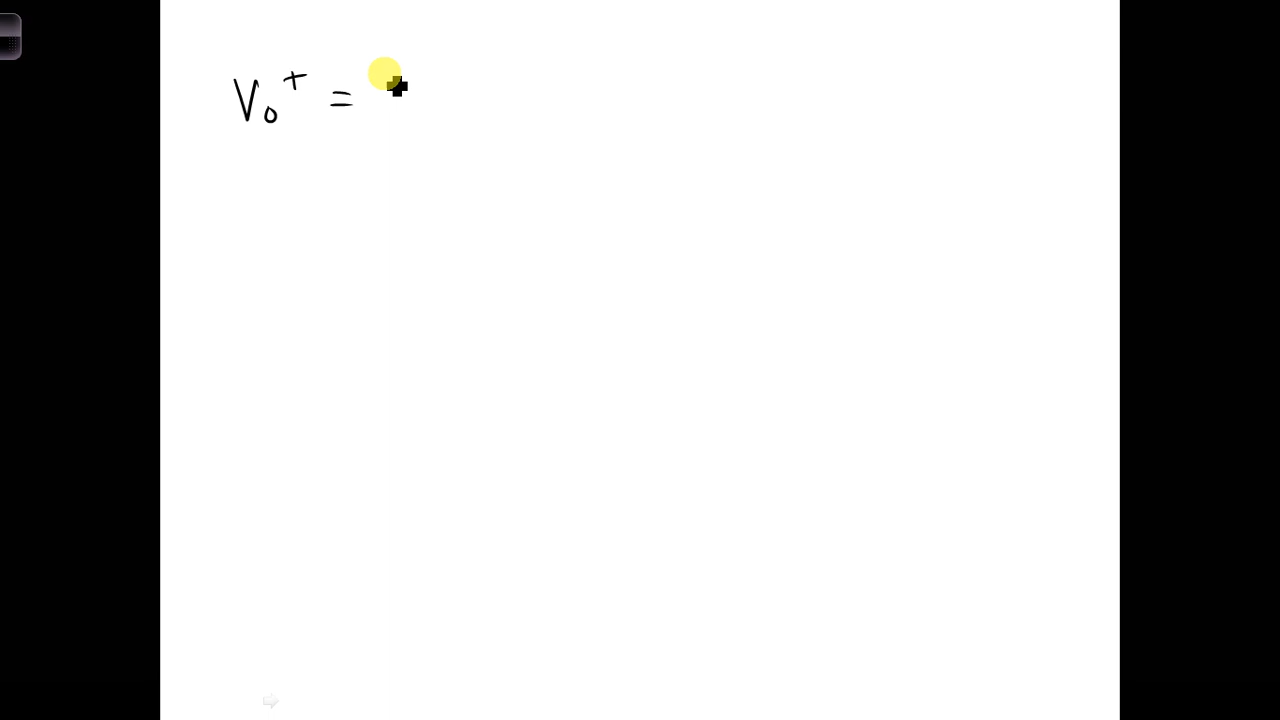 V₀⁺ =